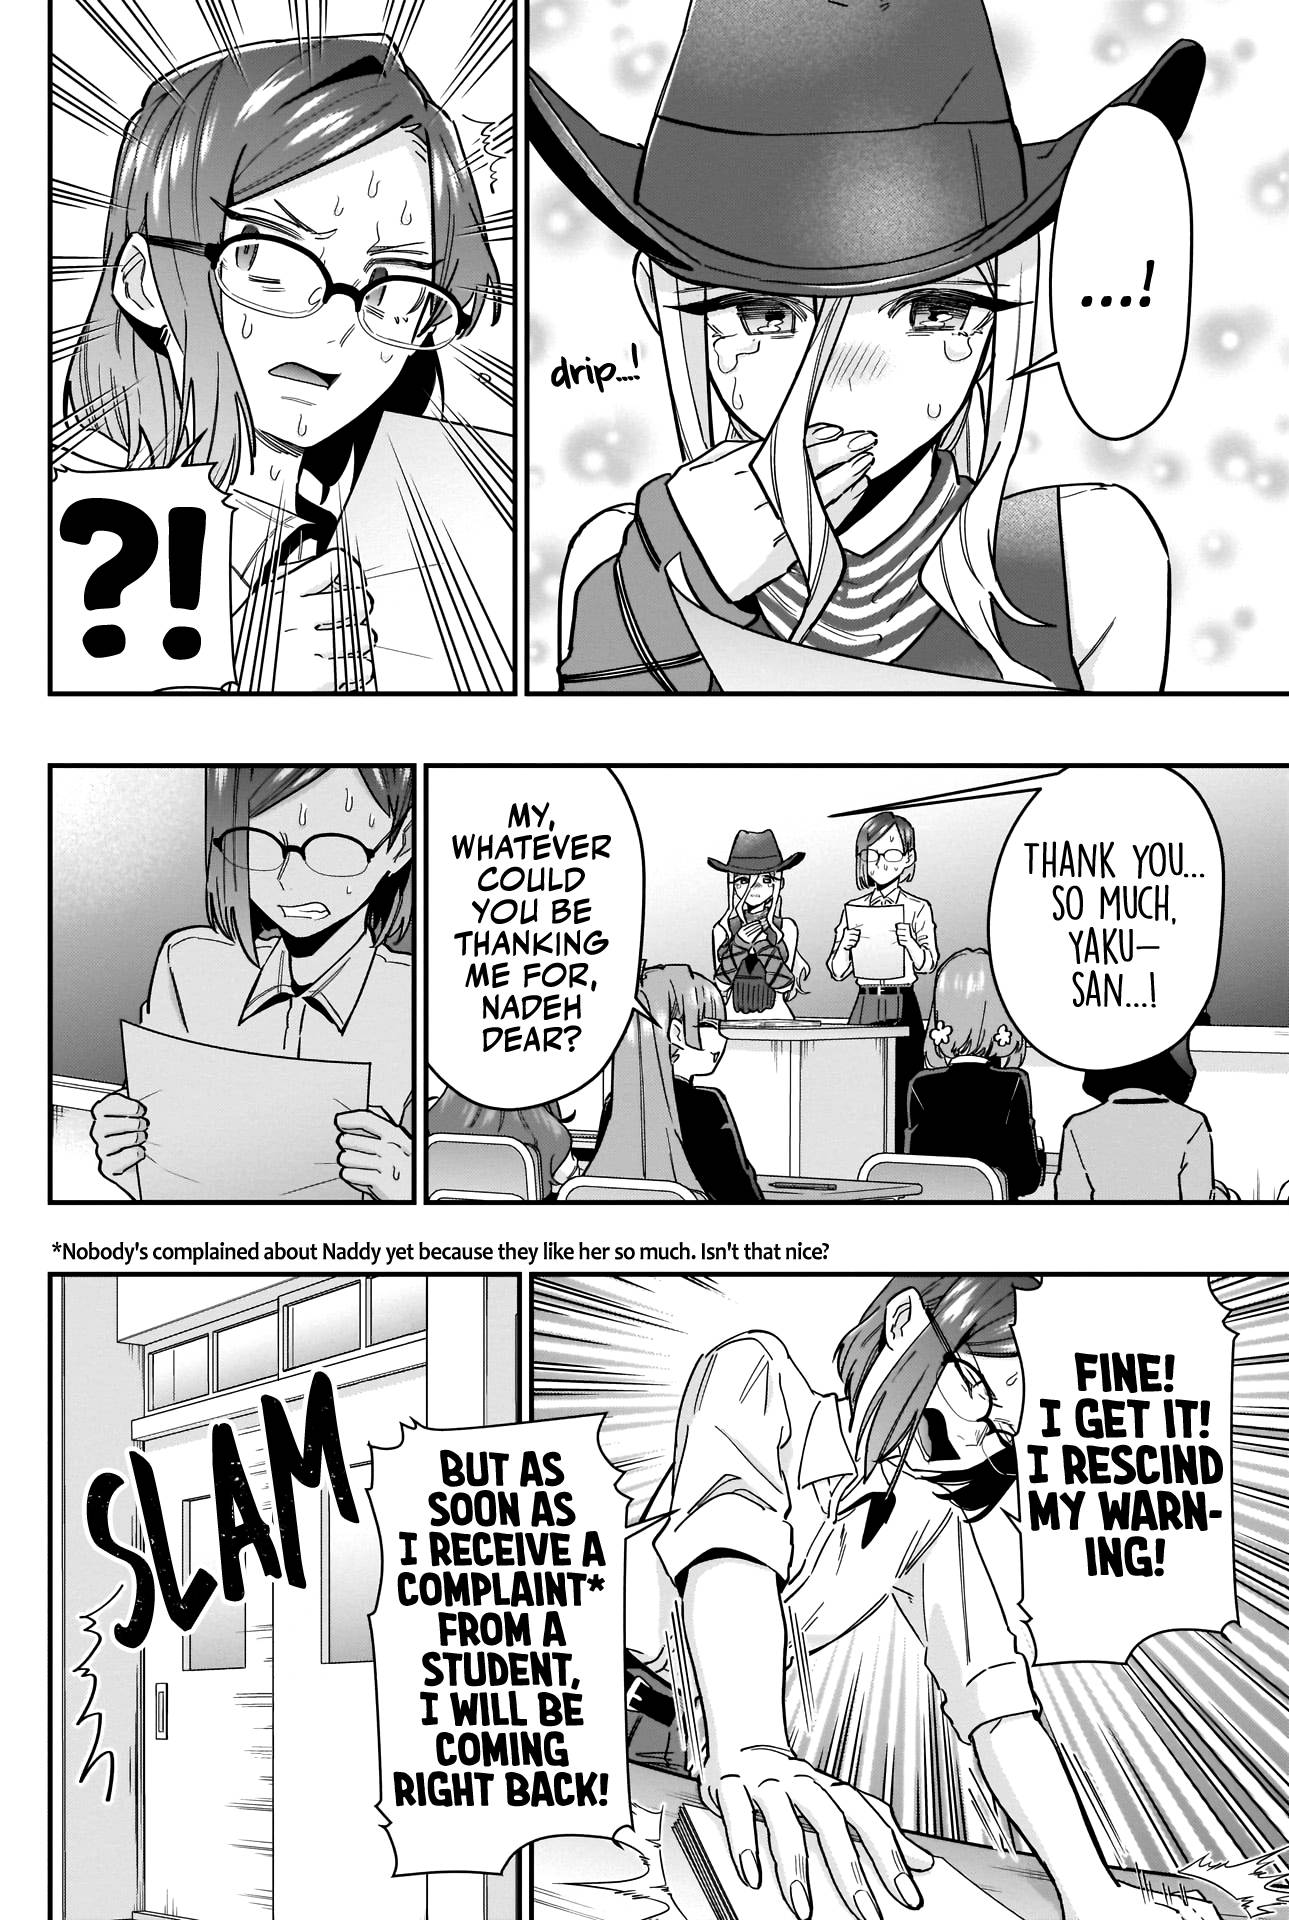 ...!
drip...!
?!
THANK YOU...
SO MUCH,
YAKU-
SAN...!
MY,
WHATEVER
COULD
YOU BE
THANKING
ME FOR,
NADEH
DEAR?
*Nobody's complained about Naddy yet because they like her so much. Isn't that nice?
FINE!
I GET IT!
I RESCIND
MY WARN-
ING!
BUT AS
SOON AS
I RECEIVE A
COMPLAINT*
FROM A
STUDENT,
I WILL BE
COMING
RIGHT BACK!
SLAM